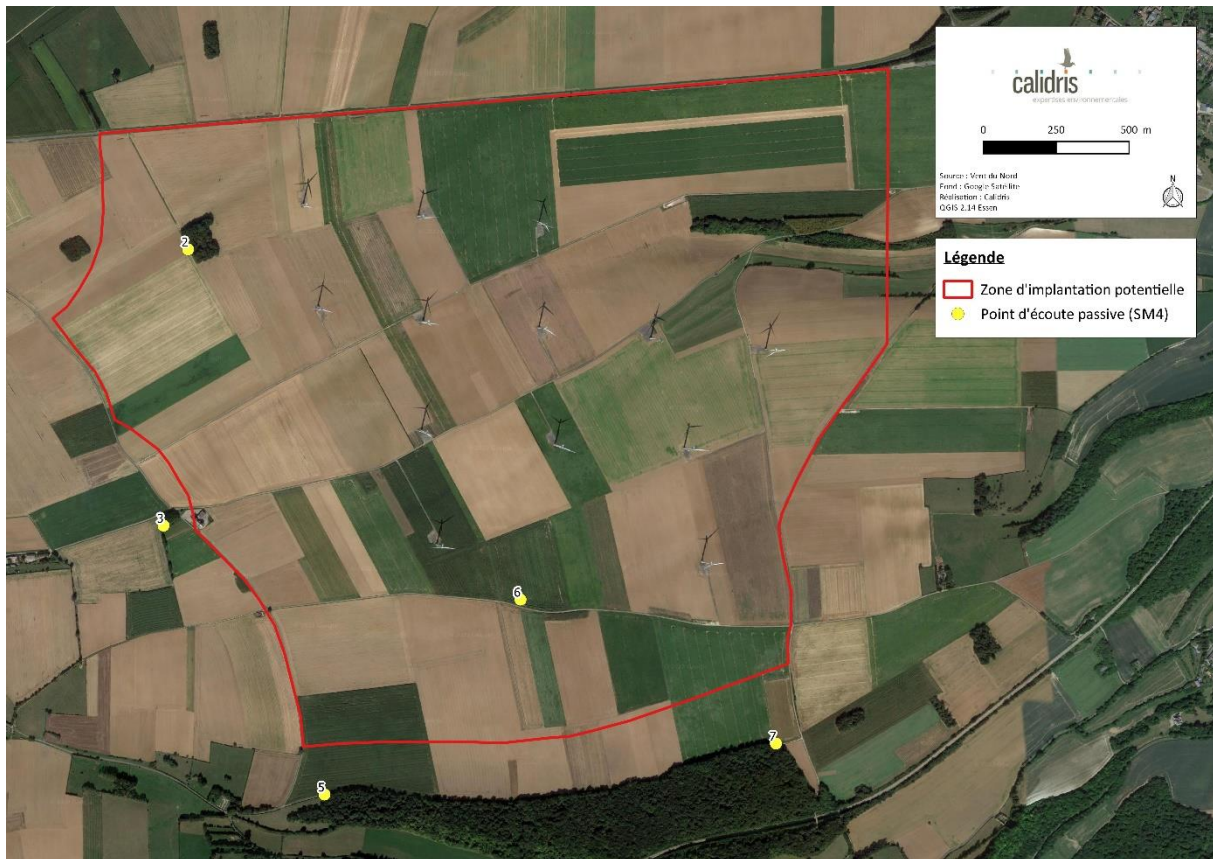 calidris
expertises environnementales
0 250 500 m
Source : Vent du Nord
Fond : Google Satellite
Réalisation : Calidris
QGIS 2.14 Essen
N
Légende
Zone d'implantation potentielle
Point d'écoute passive (SM4)
2
3
6
7
5